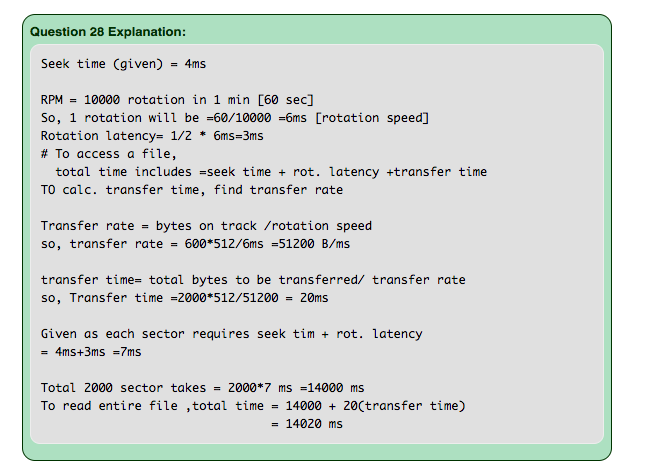 Question 28 Explanation:
Seek time (given) = 4ms
RPM = 10000 rotation in 1 min [60 sec]
So, 1 rotation will be =60/10000 =6ms [rotation speed]
Rotation latency= 1/2 * 6ms=3ms
# To access a file,
total time includes =seek time + rot. latency +transfer time
TO calc. transfer time, find transfer rate
Transfer rate = bytes on track /rotation speed
so, transfer rate = 600*512/6ms =51200 B/ms
transfer time= total bytes to be transferred/ transfer rate
so, Transfer time =2000*512/51200 = 20ms
Given as each sector requires seek tim + rot. latency
= 4ms+3ms =7ms
Total 2000 sector takes = 2000*7 ms =14000 ms
To read entire file ,total time = 14000 + 20(transfer time)
= 14020 ms